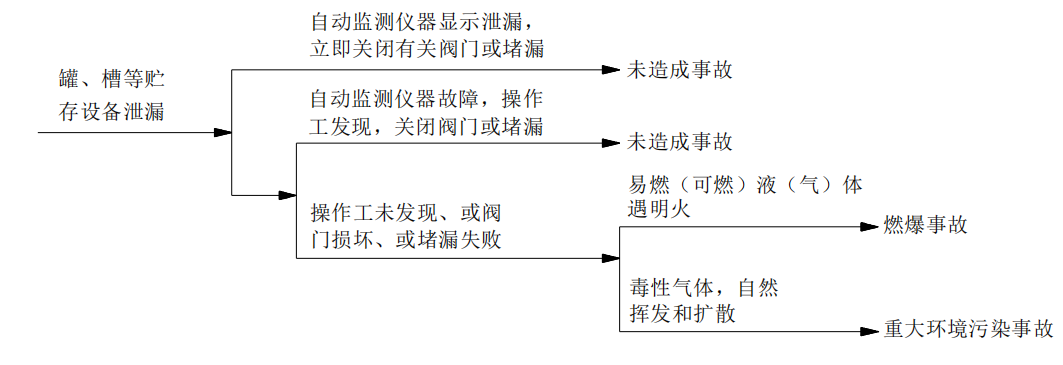 自动监测仪器显示泄漏，
立即关闭有关阀门或堵漏
未造成事故
罐、槽等贮
存设备泄漏
自动监测仪器故障，操作
工发现，关闭阀门或堵漏
未造成事故
易燃（可燃）液（气）体
遇明火
操作工未发现、或阀
门损坏、或堵漏失败
燃爆事故
毒性气体，自然
挥发和扩散
重大环境污染事故